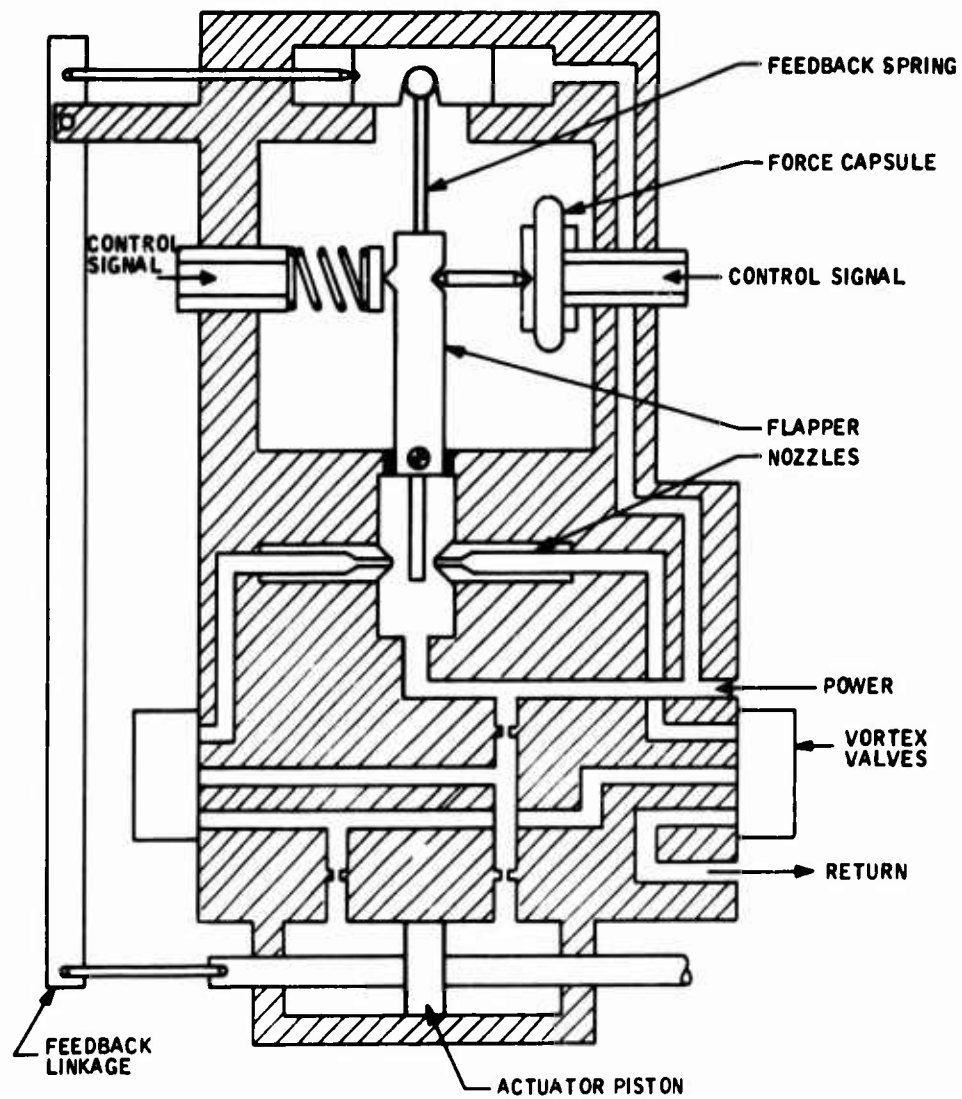 FEEDBACK SPRING
FORCE CAPSULE
CONTROL
SIGNAL
CONTROL SIGNAL
FLAPPER
NOZZLES
POWER
VORTEX
VALVES
RETURN
FEEDBACK
LINKAGE
ACTUATOR PISTON